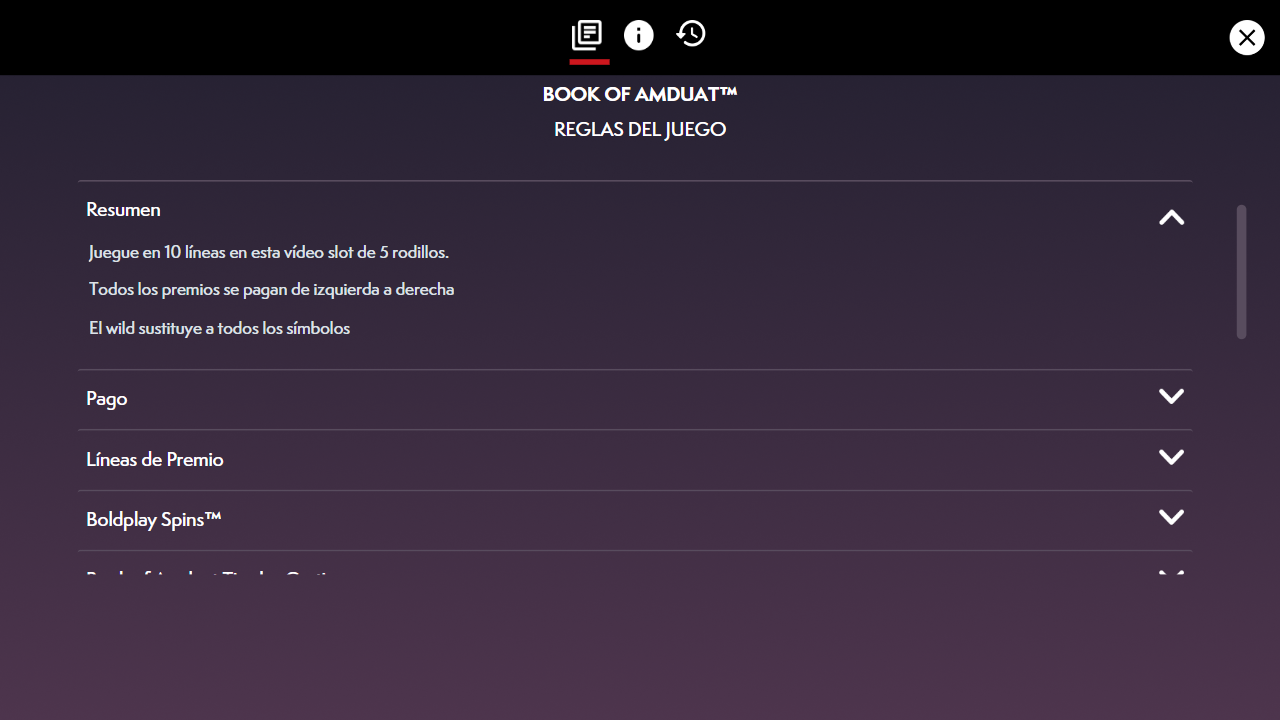 BOOK OF AMDUAT™
REGLAS DEL JUEGO
Resumen
Juegue en 10 líneas en esta vídeo slot de 5 rodillos.
Todos los premios se pagan de izquierda a derecha
El wild sustituye a todos los símbolos
Pago
Líneas de Premio
Boldplay Spins™